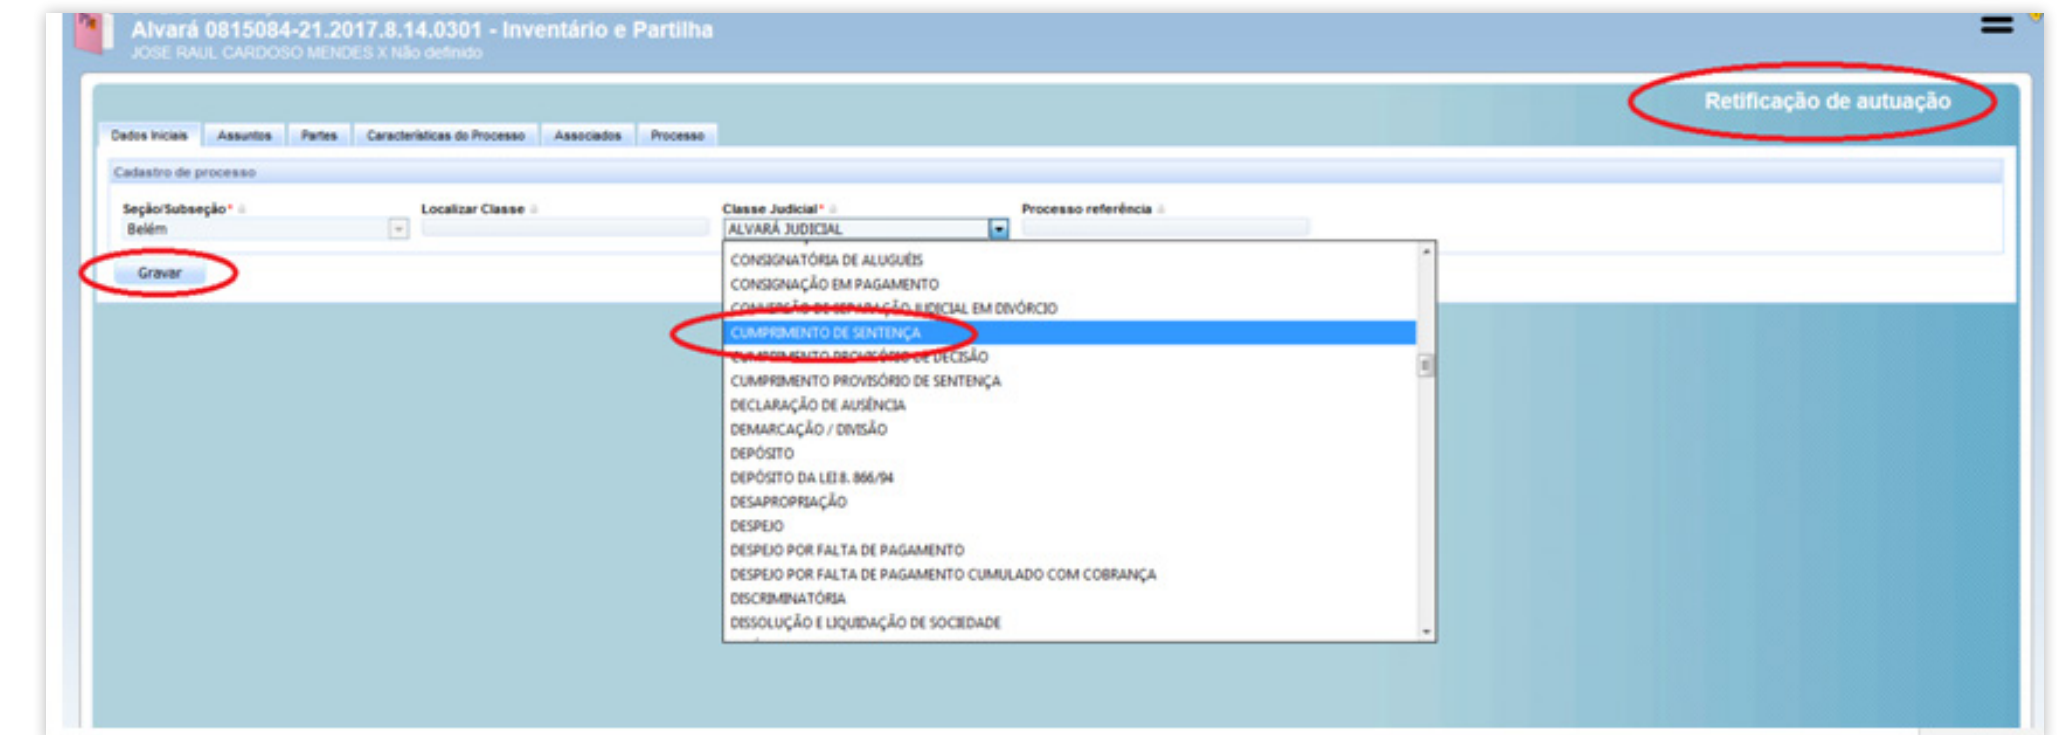 Alvará 0815084-21.2017.8.14.0301 - Inventário e Partilha
JOSE RAUL CARDOSO MENDES X Não definido
Retificação de autuação
Dados Iniciais Assuntos Partes Características do Processo Associados Processo
Cadastro de processo
Seção/Subseção* Localizar Classe Classe Judicial* Processo referência
Belém ALVARÁ JUDICIAL
Gravar
CONSIGNATÓRIA DE ALUGUÉIS
CONSIGNAÇÃO EM PAGAMENTO
CONVERSÃO DE SEPARAÇÃO JUDICIAL EM DIVÓRCIO
CUMPRIMENTO DE SENTENÇA
CUMPRIMENTO PROVISÓRIO DE DECISÃO
CUMPRIMENTO PROVISÓRIO DE SENTENÇA
DECLARAÇÃO DE AUSÊNCIA
DEMARCAÇÃO / DIVISÃO
DEPÓSITO
DEPÓSITO DA LEI 8. 866/94
DESAPROPRIAÇÃO
DESPEJO
DESPEJO POR FALTA DE PAGAMENTO
DESPEJO POR FALTA DE PAGAMENTO CUMULADO COM COBRANÇA
DISCRIMINATÓRIA
DISSOLUÇÃO E LIQUIDAÇÃO DE SOCIEDADE